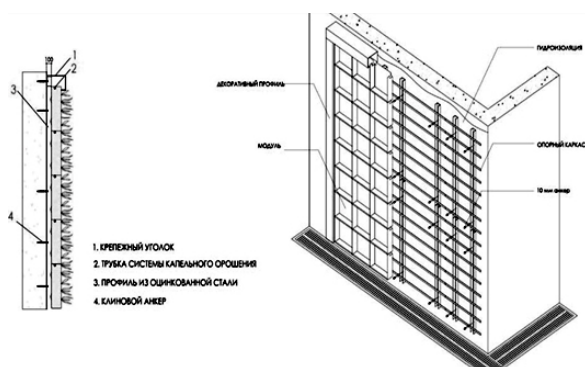 100
1
2
3
4
1. КРЕПЕЖНЫЙ УГОЛОК
2. ТРУБКА СИСТЕМЫ КАПЕЛЬНОГО ОРОШЕНИЯ
3. ПРОФИЛЬ ИЗ ОЦИНКОВАННОЙ СТАЛИ
4. КЛИНОВОЙ АНКЕР
ДЕКОРАТИВНЫЙ ПРОФИЛЬ
МОДУЛЬ
ГИДРОИЗОЛЯЦИЯ
ОПОРНЫЙ КАРКАС
10 мм анкер